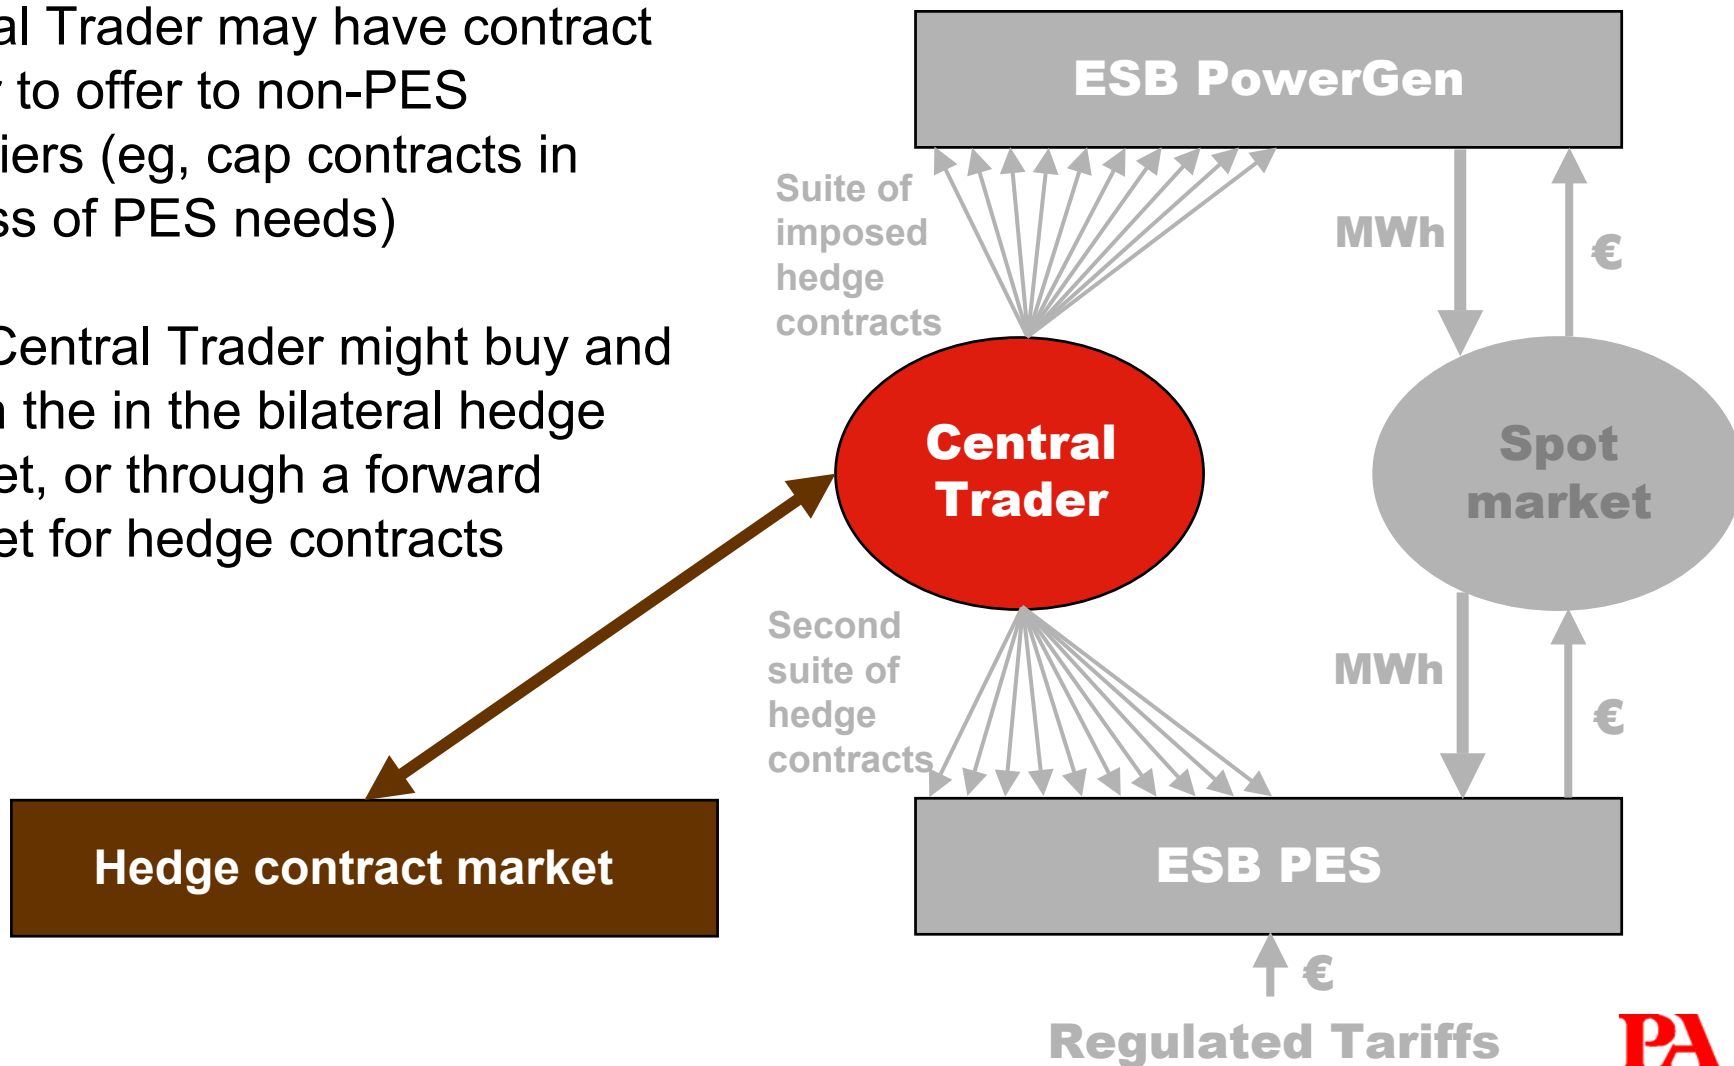 al Trader may have contract
r to offer to non-PES
iers (eg, cap contracts in
ss of PES needs)
Central Trader might buy and
n the in the bilateral hedge
et, or through a forward
et for hedge contracts
ESB PowerGen
Suite of
imposed
hedge
contracts
MWh
€
Central
Trader
Spot
market
Second
suite of
hedge
contracts
MWh
€
Hedge contract market
ESB PES
€
Regulated Tariffs
PA